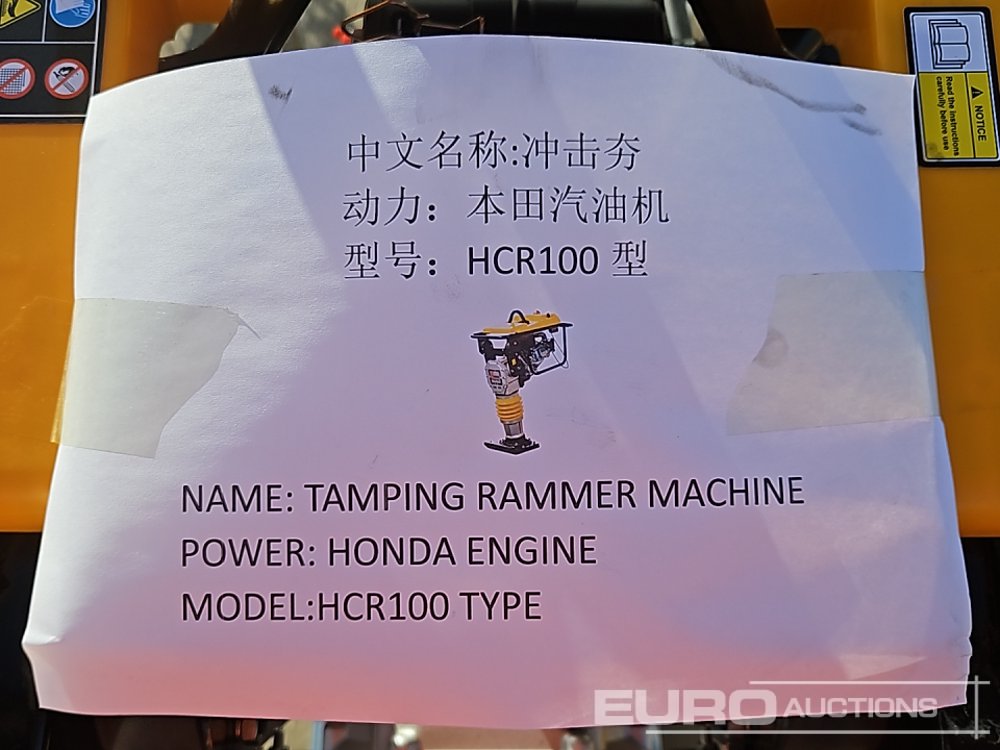 中文名称:冲击夯
动力：本田汽油机
型号：HCR100 型
NAME: TAMPING RAMMER MACHINE
POWER: HONDA ENGINE
MODEL:HCR100 TYPE
NOTICE
Read the instructions
carefully before use
EURO AUCTIONS